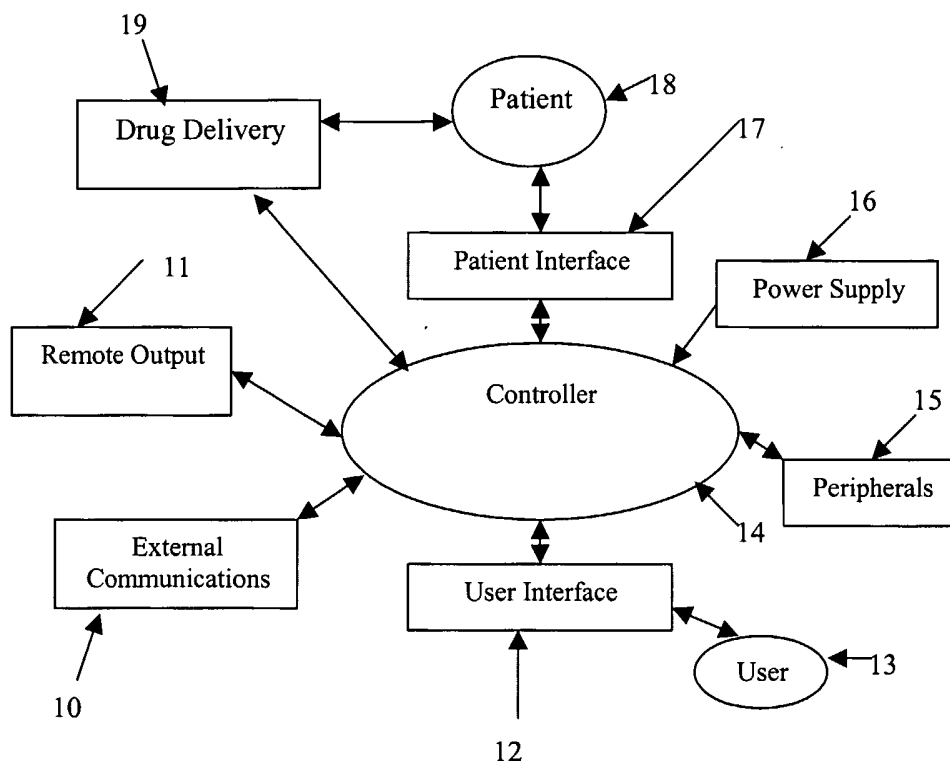 19
Patient
18
Drug Delivery
17
16
Patient Interface
11
Power Supply
Remote Output
Controller
15
Peripherals
14
External
Communications
User Interface
13
User
10
12